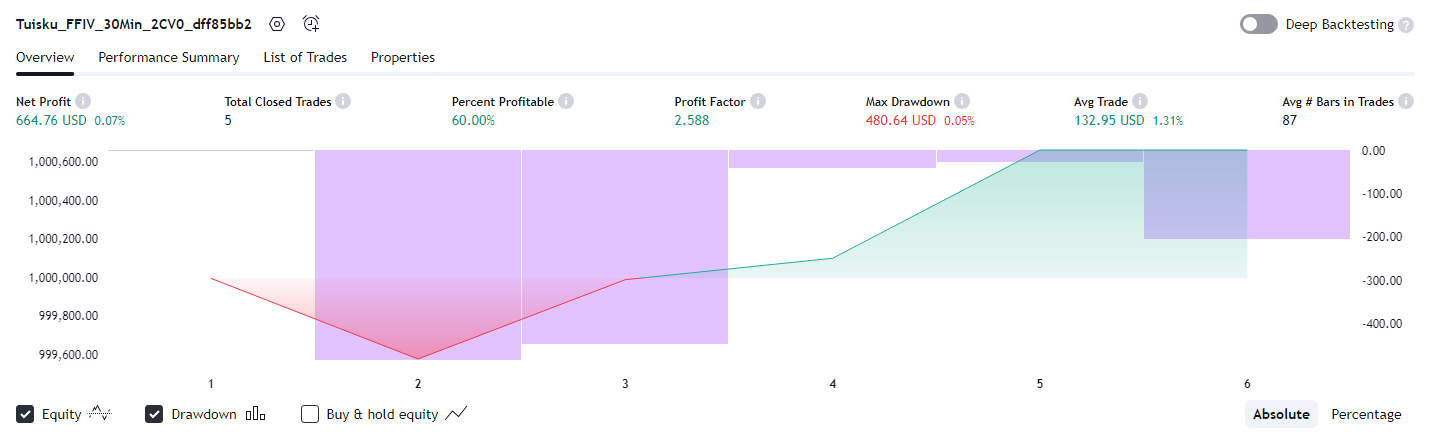 Tuisku_FFIV_30Min_2CV0_dff85bb2 Deep Backtesting ?
Overview Performance Summary List of Trades Properties
Net Profit i Total Closed Trades i Percent Profitable i Profit Factor i Max Drawdown i Avg Trade i Avg # Bars in Trades i
664.76 USD 0.07% 5 60.00% 2.588 480.64 USD 0.05% 132.95 USD 1.31% 87
1,000,600.00 0.00
1,000,400.00 -100.00
1,000,200.00 -200.00
1,000,000.00 -300.00
999,800.00 -400.00
999,600.00
1 2 3 4 5 6
Equity Drawdown Buy & hold equity Absolute Percentage